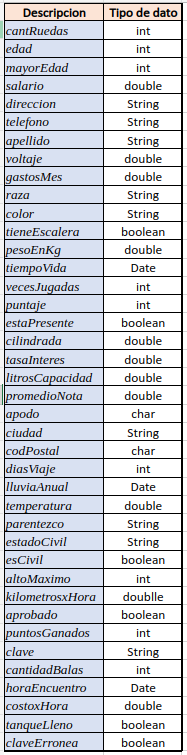 Descripcion Tipo de dato
cantRuedas int
edad int
mayorEdad int
salario double
direccion String
telefono String
apellido String
voltaje double
gastosMes double
raza String
color String
tieneEscalera boolean
pesoEnKg double
tiempoVida Date
vecesJugadas int
puntaje int
estaPresente boolean
cilindrada double
tasaInteres double
litrosCapacidad double
promedioNota double
apodo char
ciudad String
codPostal char
diasViaje int
lluviaAnual Date
temperatura double
parentezco String
estadoCivil String
esCivil boolean
altoMaximo int
kilometrosxHora doublle
aprobado boolean
puntosGanados int
clave String
cantidadBalas int
horaEncuentro Date
costoxHora double
tanqueLleno boolean
claveErronea boolean